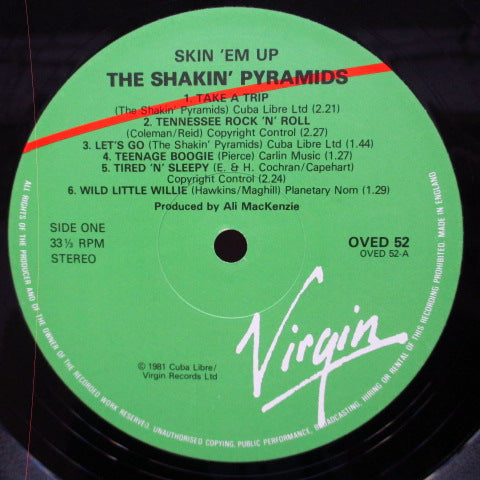 SKIN 'EM UP
THE SHAKIN' PYRAMIDS
1. TAKE A TRIP
(The Shakin' Pyramids) Cuba Libre Ltd (2.21)
2. TENNESSEE ROCK 'N' ROLL
(Coleman/Reid) Copyright Control (2.27)
3. LET'S GO (The Shakin' Pyramids) Cuba Libre Ltd (1.44)
4. TEENAGE BOOGIE (Pierce) Carlin Music (1.27)
5. TIRED 'N' SLEEPY (E. & H. Cochran/Capehart)
Copyright Control (2.24)
6. WILD LITTLE WILLIE (Hawkins/Maghill) Planetary Nom (1.29)
Produced by Ali MacKenzie
SIDE ONE
33⅓ RPM
STEREO
OVED 52
OVED 52-A
Virgin
℗ 1981 Cuba Libre/
Virgin Records Ltd
ALL RIGHTS OF THE PRODUCER AND OF THE OWNER OF THE RECORDED WORK RESERVED. UNAUTHORISED COPYING, PUBLIC PERFORMANCE, BROADCASTING, HIRING OR RENTAL OF THIS RECORDING PROHIBITED. MADE IN ENGLAND.